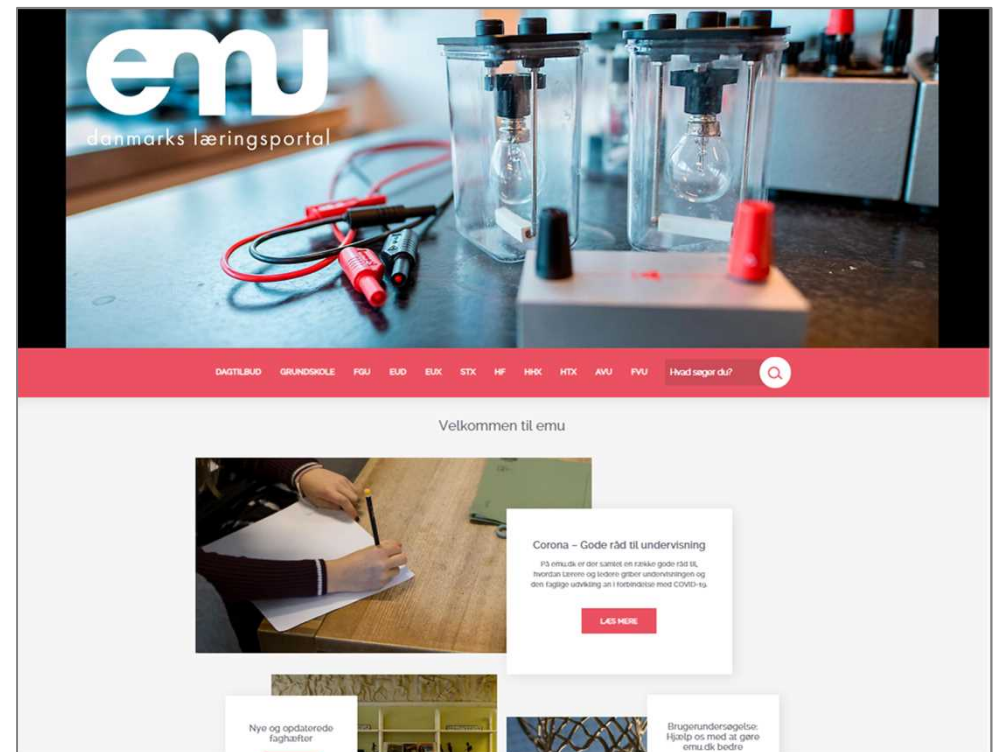 emu
danmarks læringsportal
DAGTILBUD GRUNDSKOLE FGU EUD EUX STX HF HHX HTX AVU FVU Hvad søger du?
Velkommen til emu
Corona – Gode råd til undervisning
På emu.dk er der samlet en række gode råd til,
hvordan lærere og ledere griber undervisningen og
den faglige udvikling an i forbindelse med COVID-19.
LÆS MERE
Nye og opdaterede
faghæfter
Brugerundersøgelse:
Hjælp os med at gøre
emu.dk bedre